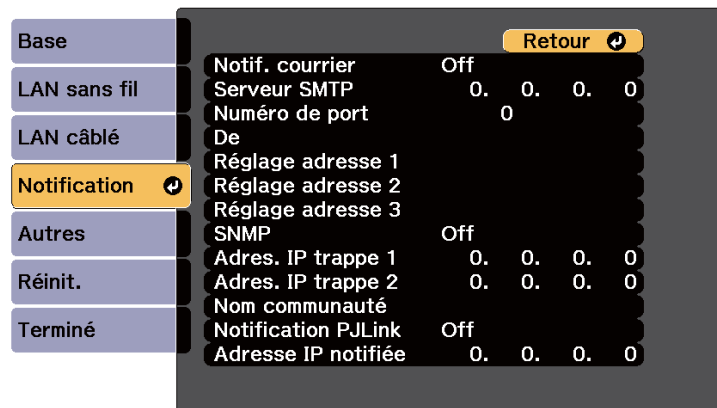 Base
LAN sans fil
LAN câblé
Notification
Autres
Réinit.
Terminé
Retour
Notif. courrier Off
Serveur SMTP 0. 0. 0. 0
Numéro de port 0
De
Réglage adresse 1
Réglage adresse 2
Réglage adresse 3
SNMP Off
Adres. IP trappe 1 0. 0. 0. 0
Adres. IP trappe 2 0. 0. 0. 0
Nom communauté
Notification PJLink Off
Adresse IP notifiée 0. 0. 0. 0